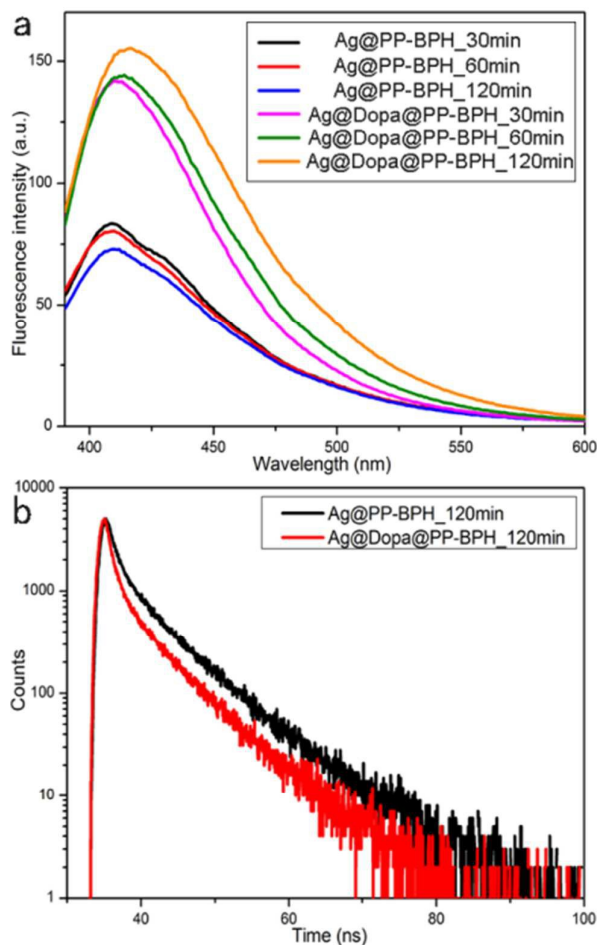 a
Ag@PP-BPH_30min
Ag@PP-BPH_60min
Ag@PP-BPH_120min
Ag@Dopa@PP-BPH_30min
Ag@Dopa@PP-BPH_60min
Ag@Dopa@PP-BPH_120min
Fluorescence intensity (a.u.)
150
100
50
0
400 450 500 550 600
Wavelength (nm)
b
Ag@PP-BPH_120min
Ag@Dopa@PP-BPH_120min
Counts
10000
1000
100
10
1
40 60 80 100
Time (ns)